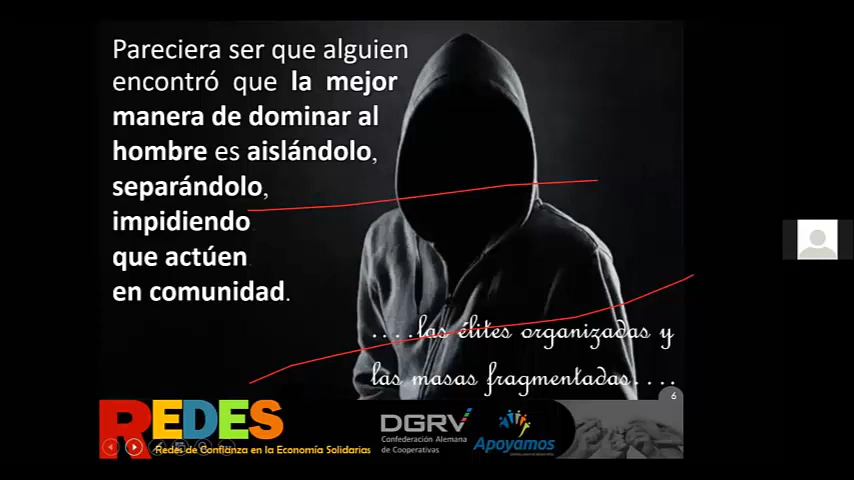 Pareciera ser que alguien
encontró que la mejor
manera de dominar al
hombre es aislándolo,
separándolo,
impidiendo
que actúen
en comunidad.
....las élites organizadas y
las masas fragmentadas....
6
REDES
Redes de Confianza en la Economía Solidarias
DGRV
Confederación Alemana
de Cooperativas
Apoyamos